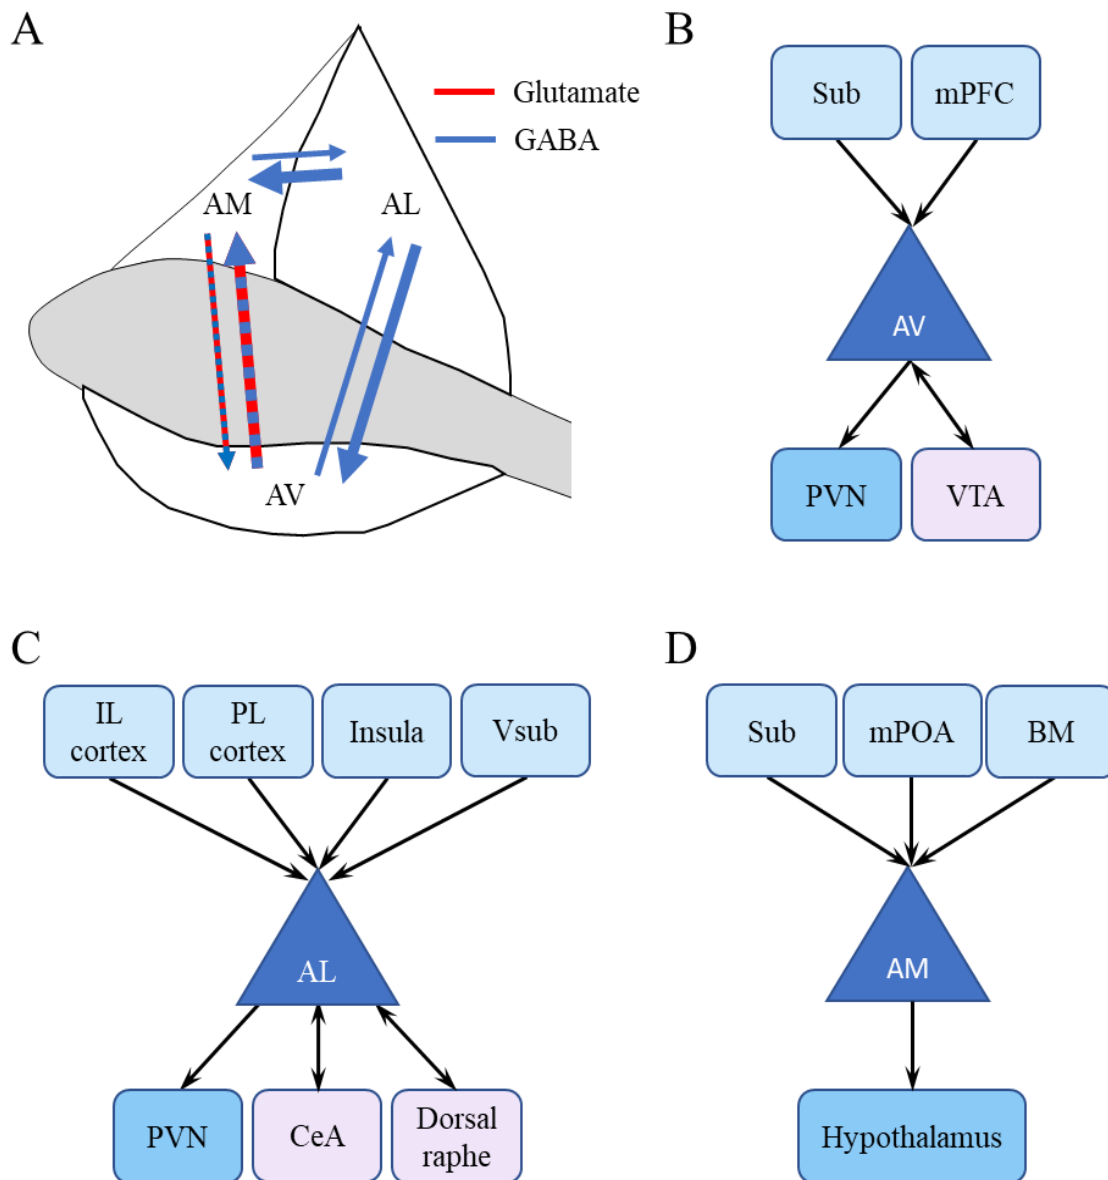 A
Glutamate
GABA
AM
AL
AV
B
Sub
mPFC
AV
PVN
VTA
C
IL
cortex
PL
cortex
Insula
Vsub
AL
PVN
CeA
Dorsal
raphe
D
Sub
mPOA
BM
AM
Hypothalamus